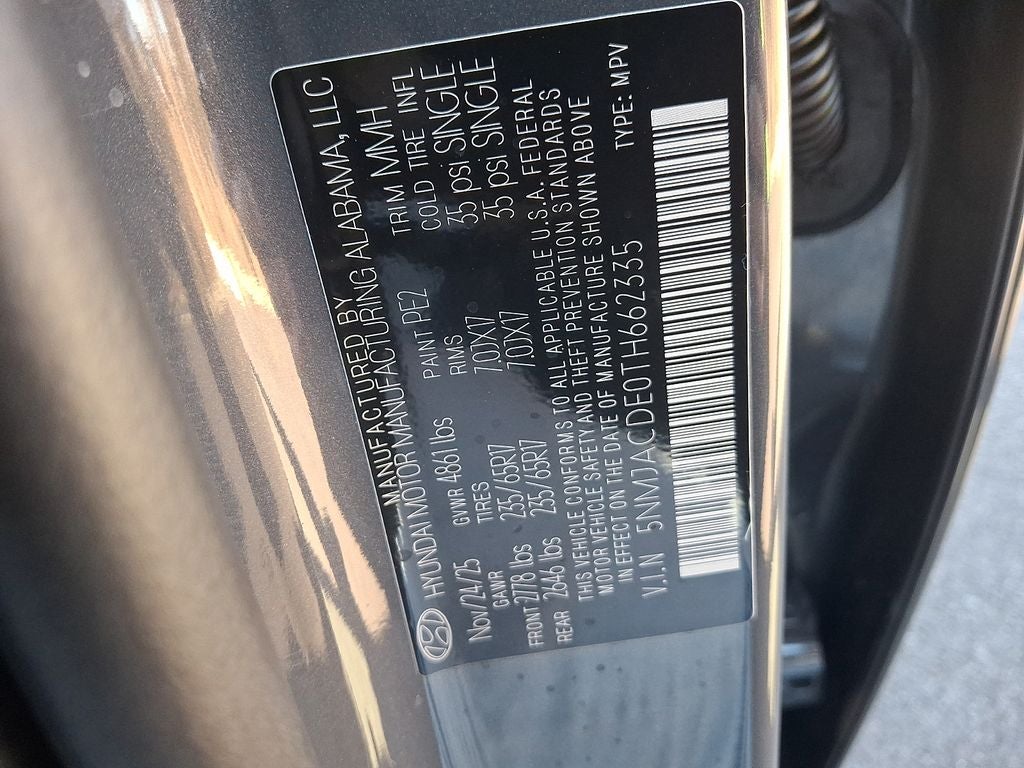 MANUFACTURED BY
HYUNDAI MOTOR MANUFACTURING ALABAMA, LLC
Nov/24/25 GVWR 4861 lbs PAINT PE2 TRIM MMH
GAWR TIRES RIMS COLD TIRE INFL
FRONT 2778 lbs 235/65R17 7.0JX17 35 psi SINGLE
REAR 2646 lbs 235/65R17 7.0JX17 35 psi SINGLE
THIS VEHICLE CONFORMS TO ALL APPLICABLE U.S.A. FEDERAL
MOTOR VEHICLE SAFETY AND THEFT PREVENTION STANDARDS
IN EFFECT ON THE DATE OF MANUFACTURE SHOWN ABOVE
V.I.N 5NMJACDE0TH662335 TYPE: MPV